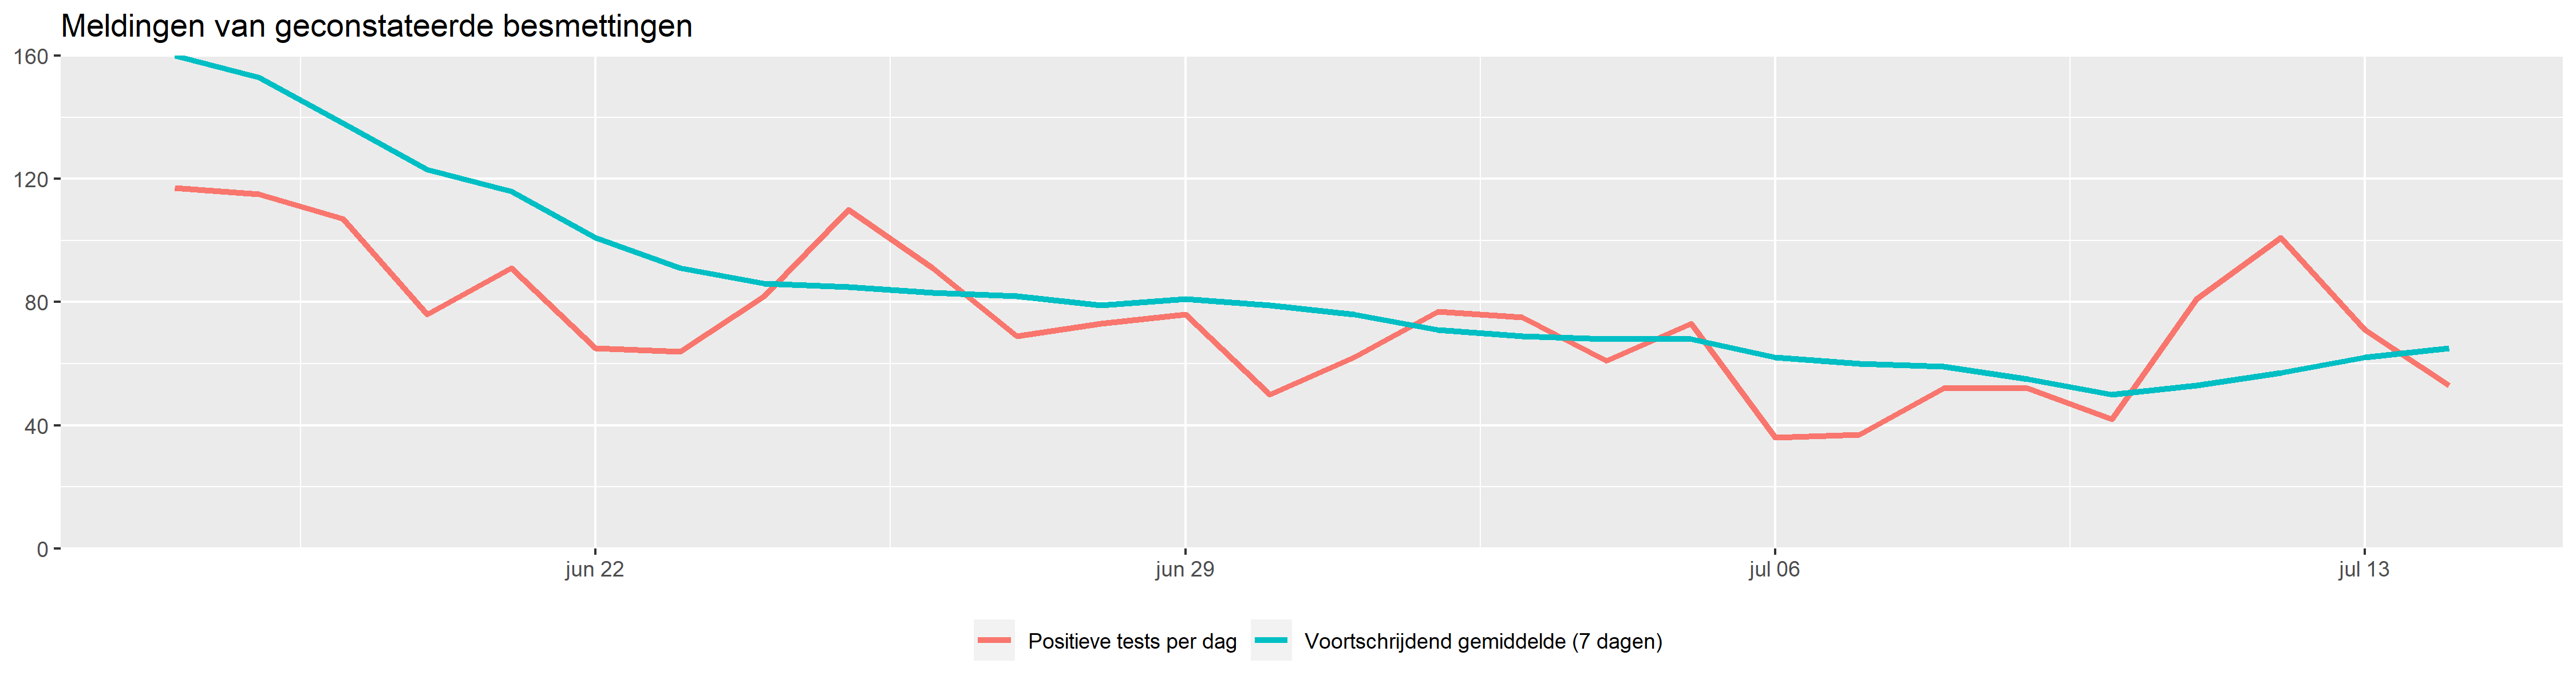 Meldingen van geconstateerde besmettingen
160
120
80
40
0
jun 22 jun 29 jul 06 jul 13
Positieve tests per dag Voortschrijdend gemiddelde (7 dagen)